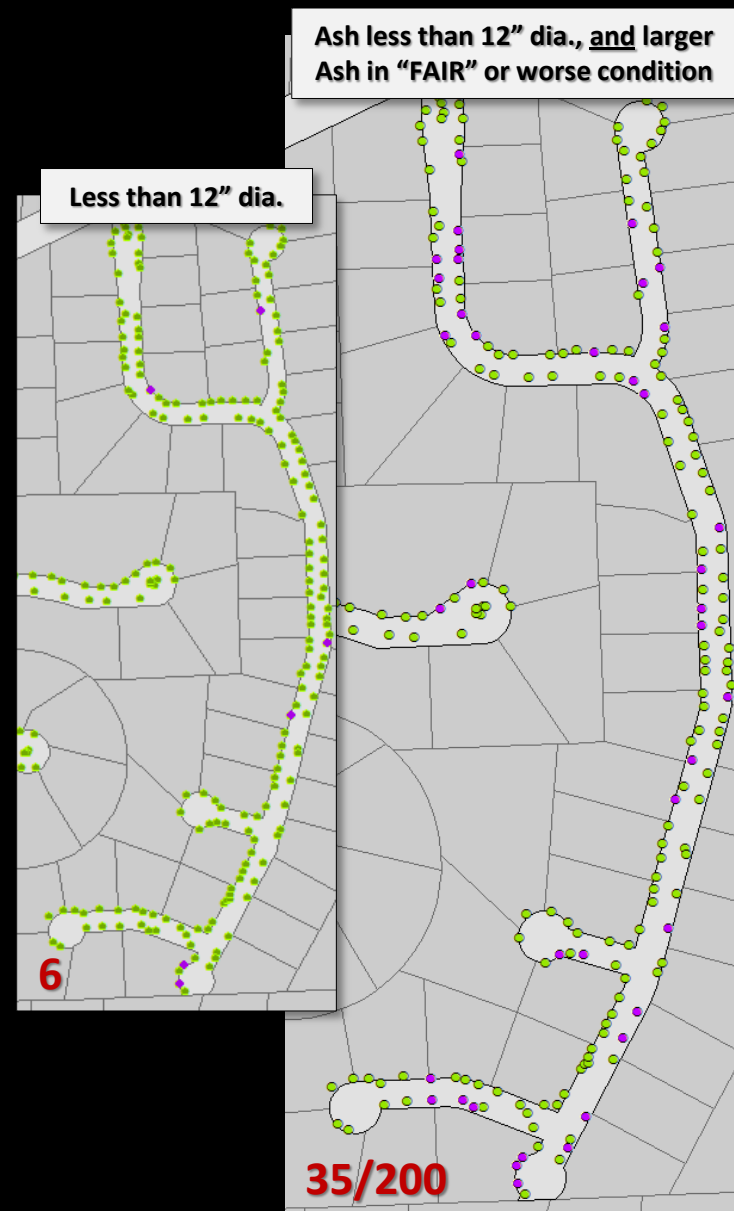 Ash less than 12” dia., and larger
Ash in “FAIR” or worse condition
Less than 12” dia.
6
35/200